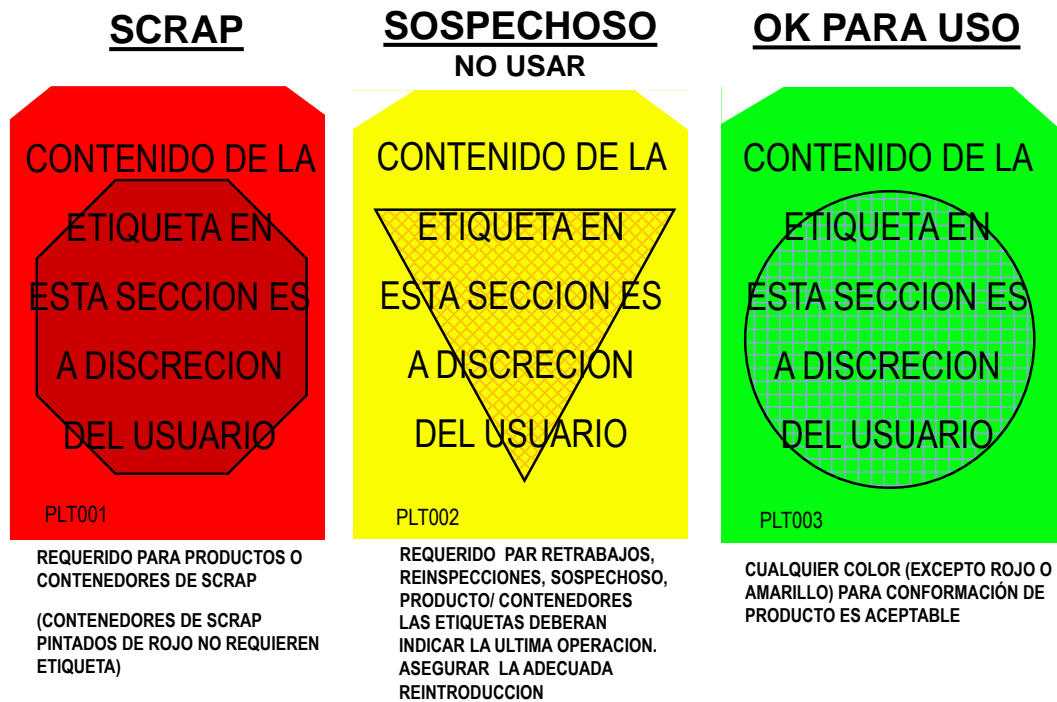 SCRAP
CONTENIDO DE LA
ETIQUETA EN
ESTA SECCION ES
A DISCRECION
DEL USUARIO
PLT001
REQUERIDO PARA PRODUCTOS O
CONTENEDORES DE SCRAP
(CONTENEDORES DE SCRAP
PINTADOS DE ROJO NO REQUIEREN
ETIQUETA)
SOSPECHOSO
NO USAR
CONTENIDO DE LA
ETIQUETA EN
ESTA SECCION ES
A DISCRECION
DEL USUARIO
PLT002
REQUERIDO PAR RETRABAJOS,
REINSPECCIONES, SOSPECHOSO,
PRODUCTO/ CONTENEDORES
LAS ETIQUETAS DEBERAN
INDICAR LA ULTIMA OPERACION.
ASEGURAR LA ADECUADA
REINTRODUCCION
OK PARA USO
CONTENIDO DE LA
ETIQUETA EN
ESTA SECCION ES
A DISCRECION
DEL USUARIO
PLT003
CUALQUIER COLOR (EXCEPTO ROJO O
AMARILLO) PARA CONFORMACIÓN DE
PRODUCTO ES ACEPTABLE